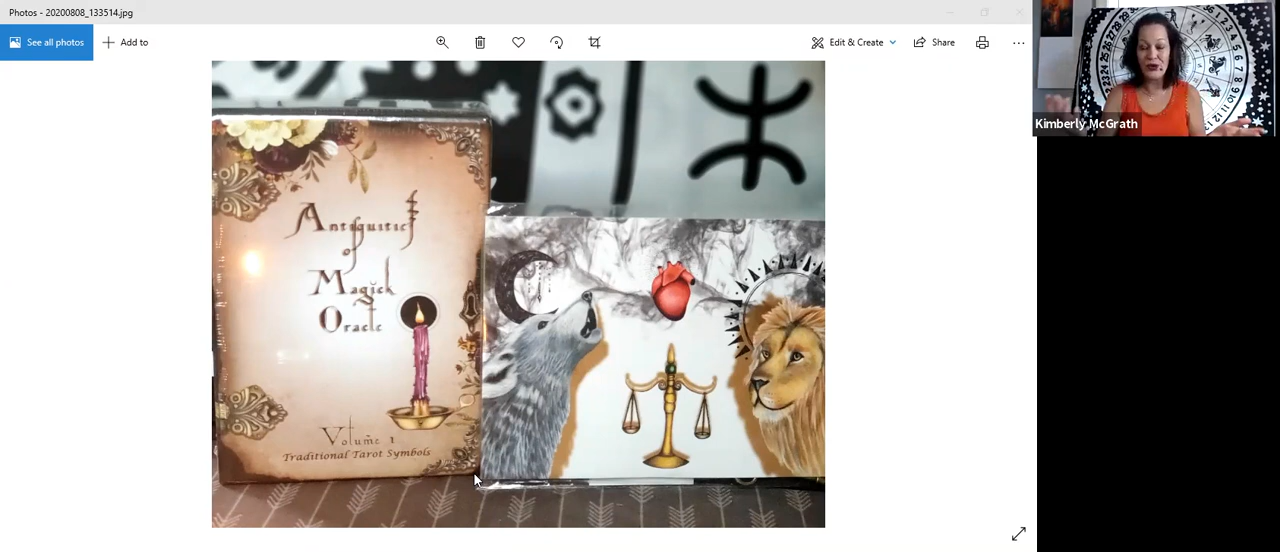 Photos - 20200808_133514.jpg
See all photos
Add to
Edit & Create
Share
Kimberly McGrath
Antiquities
of
Magick
Oracle
Volume 1
Traditional Tarot Symbols